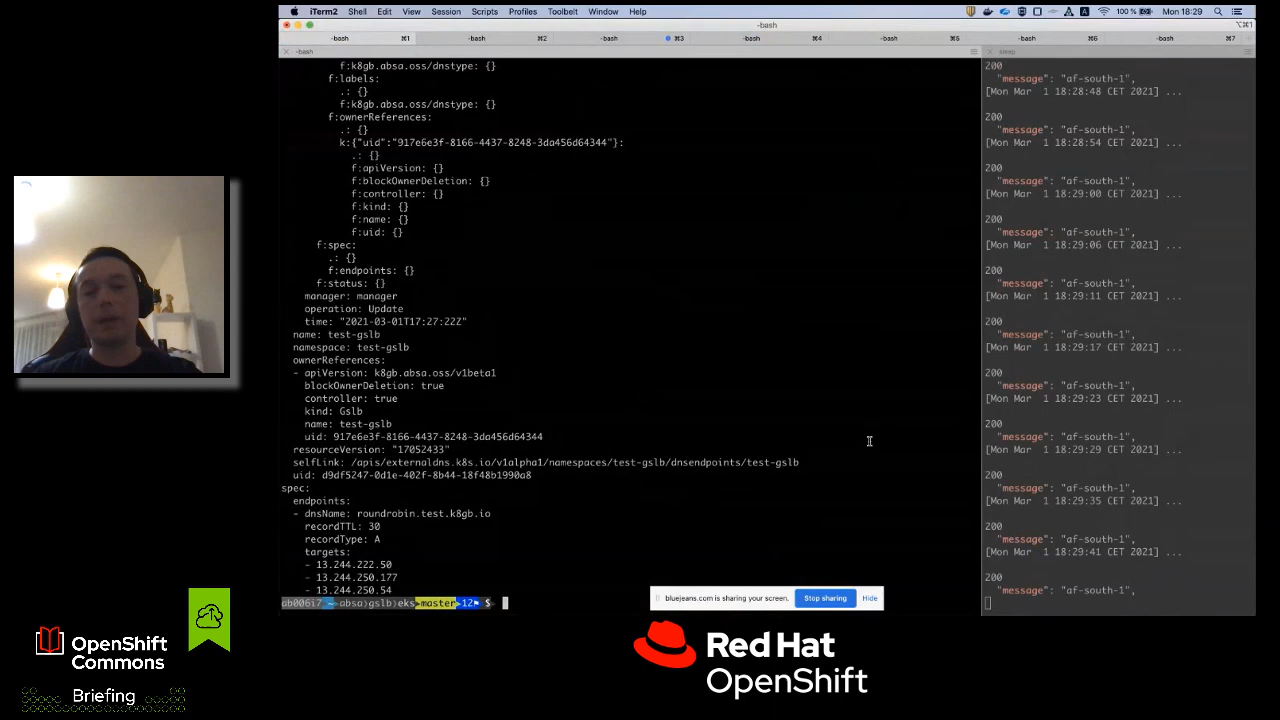 iTerm2 Shell Edit View Session Scripts Profiles Toolbelt Window Help
100 % Mon 18:29
-bash
⌥⌘1
-bash ⌘1 -bash ⌘2 -bash ⌘3 -bash ⌘4 -bash ⌘5 -bash ⌘6 -bash ⌘7
-bash
f:k8gb.absa.oss/dnstype: {}
f:labels:
.: {}
f:k8gb.absa.oss/dnstype: {}
f:ownerReferences:
.: {}
k:{"uid":"917e6e3f-8166-4437-8248-3da456d64344"}:
.: {}
f:apiVersion: {}
f:blockOwnerDeletion: {}
f:controller: {}
f:kind: {}
f:name: {}
f:uid: {}
f:spec:
.: {}
f:endpoints: {}
f:status: {}
manager: manager
operation: Update
time: "2021-03-01T17:27:22Z"
name: test-gslb
namespace: test-gslb
ownerReferences:
- apiVersion: k8gb.absa.oss/v1beta1
blockOwnerDeletion: true
controller: true
kind: Gslb
name: test-gslb
uid: 917e6e3f-8166-4437-8248-3da456d64344
resourceVersion: "17052433"
selfLink: /apis/externaldns.k8s.io/v1alpha1/namespaces/test-gslb/dnsendpoints/test-gslb
uid: d9df5247-0d1e-402f-8b44-18f48b1990a8
spec:
endpoints:
- dnsName: roundrobin.test.k8gb.io
recordTTL: 30
recordType: A
targets:
- 13.244.222.50
- 13.244.250.177
- 13.244.250.54
ab006i7 ~ absa gslb eks master 12 $
sleep
200
"message": "af-south-1",
[Mon Mar 1 18:28:48 CET 2021] ...
200
"message": "af-south-1",
[Mon Mar 1 18:28:54 CET 2021] ...
200
"message": "af-south-1",
[Mon Mar 1 18:29:00 CET 2021] ...
200
"message": "af-south-1",
[Mon Mar 1 18:29:06 CET 2021] ...
200
"message": "af-south-1",
[Mon Mar 1 18:29:11 CET 2021] ...
200
"message": "af-south-1",
[Mon Mar 1 18:29:17 CET 2021] ...
200
"message": "af-south-1",
[Mon Mar 1 18:29:23 CET 2021] ...
200
"message": "af-south-1",
[Mon Mar 1 18:29:29 CET 2021] ...
200
"message": "af-south-1",
[Mon Mar 1 18:29:35 CET 2021] ...
200
"message": "af-south-1",
[Mon Mar 1 18:29:41 CET 2021] ...
200
"message": "af-south-1",
bluejeans.com is sharing your screen. Stop sharing Hide
OpenShift
Commons
Briefing
Red Hat
OpenShift